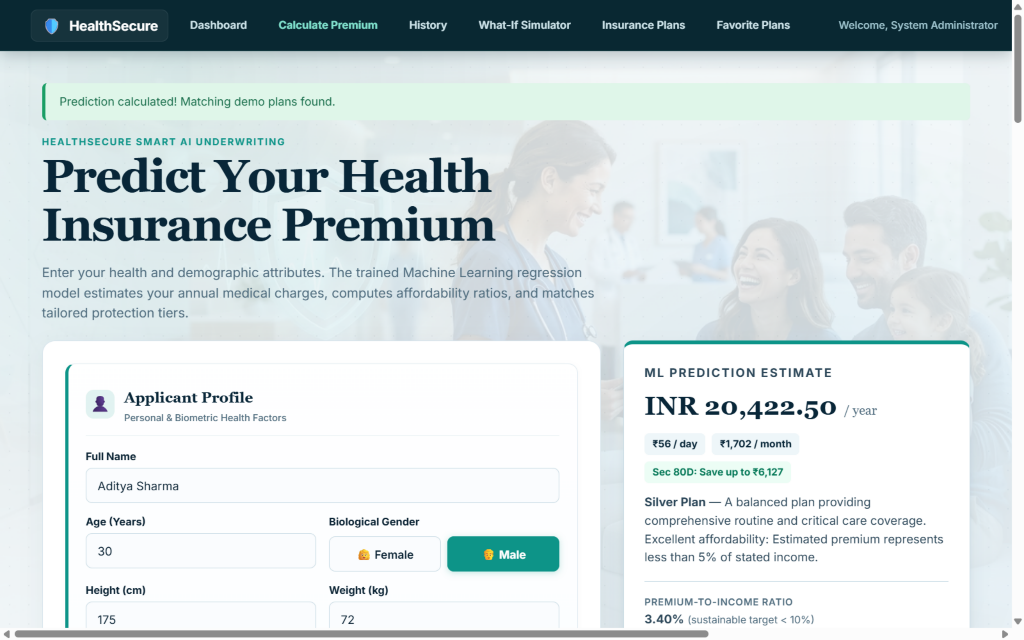 HealthSecure
Dashboard
Calculate Premium
History
What-If Simulator
Insurance Plans
Favorite Plans
Welcome, System Administrator
Prediction calculated! Matching demo plans found.
HEALTHSECURE SMART AI UNDERWRITING
Predict Your Health
Insurance Premium
Enter your health and demographic attributes. The trained Machine Learning regression
model estimates your annual medical charges, computes affordability ratios, and matches
tailored protection tiers.
Applicant Profile
Personal & Biometric Health Factors
Full Name
Aditya Sharma
Age (Years)
Biological Gender
30
Female
Male
Height (cm)
Weight (kg)
175
72
ML PREDICTION ESTIMATE
INR 20,422.50 / year
₹56 / day
₹1,702 / month
Sec 80D: Save up to ₹6,127
Silver Plan — A balanced plan providing
comprehensive routine and critical care coverage.
Excellent affordability: Estimated premium represents
less than 5% of stated income.
PREMIUM-TO-INCOME RATIO
3.40% (sustainable target < 10%)